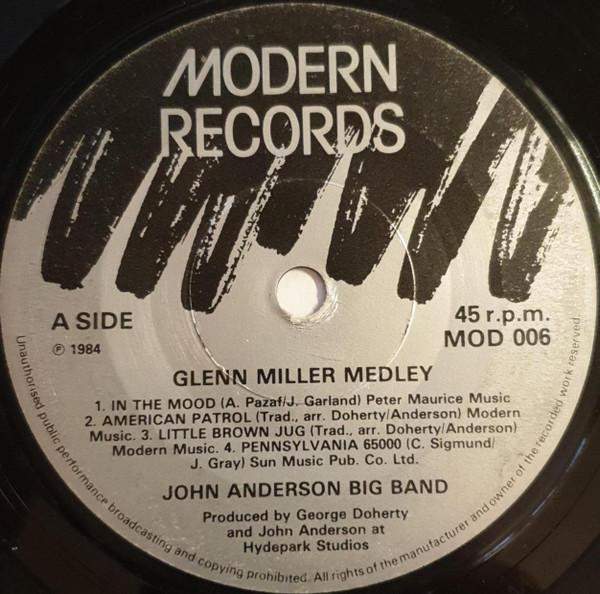 MODERN
RECORDS
A SIDE
℗ 1984
45 r.p.m.
MOD 006
GLENN MILLER MEDLEY
1. IN THE MOOD (A. Pazaf/J. Garland) Peter Maurice Music
2. AMERICAN PATROL (Trad., arr. Doherty/Anderson) Modern
Music. 3. LITTLE BROWN JUG (Trad., arr. Doherty/Anderson)
Modern Music. 4. PENNSYLVANIA 65000 (C. Sigmund/
J. Gray) Sun Music Pub. Co. Ltd.
JOHN ANDERSON BIG BAND
Produced by George Doherty
and John Anderson at
Hydepark Studios
Unauthorised public performance broadcasting and copying prohibited. All rights of the manufacturer and owner of the recorded work reserved.